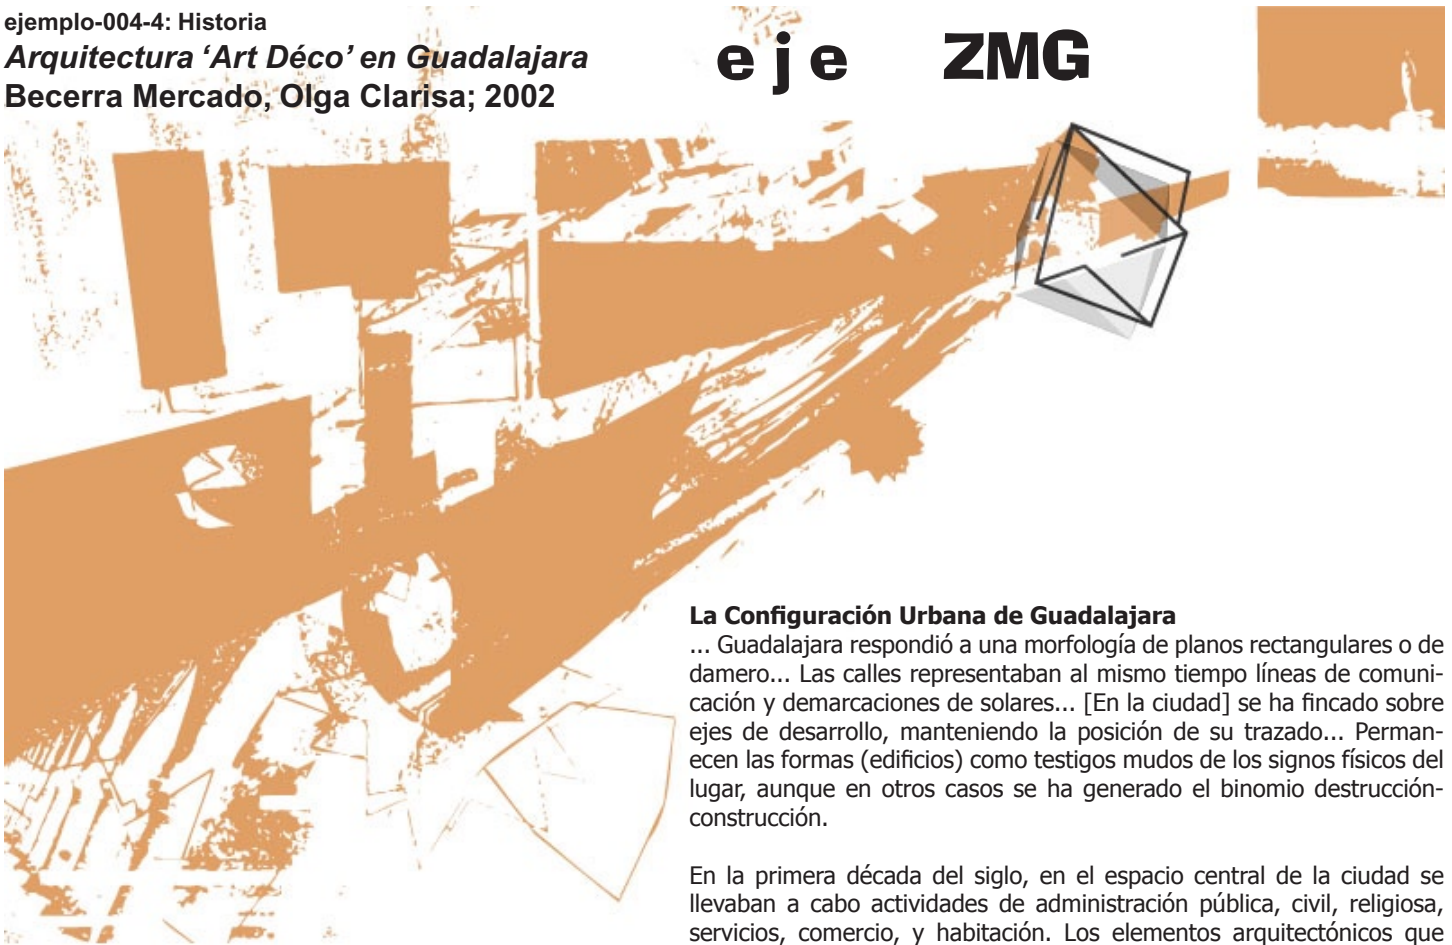 ejemplo-004-4: Historia
Arquitectura ‘Art Déco’ en Guadalajara
Becerra Mercado, Olga Clarisa; 2002
eje ZMG
La Configuración Urbana de Guadalajara
... Guadalajara respondió a una morfología de planos rectangulares o de
damero... Las calles representaban al mismo tiempo líneas de comuni-
cación y demarcaciones de solares... [En la ciudad] se ha fincado sobre
ejes de desarrollo, manteniendo la posición de su trazado... Perman-
ecen las formas (edificios) como testigos mudos de los signos físicos del
lugar, aunque en otros casos se ha generado el binomio destrucción-
construcción.
En la primera década del siglo, en el espacio central de la ciudad se
llevaban a cabo actividades de administración pública, civil, religiosa,
servicios, comercio, y habitación. Los elementos arquitectónicos que